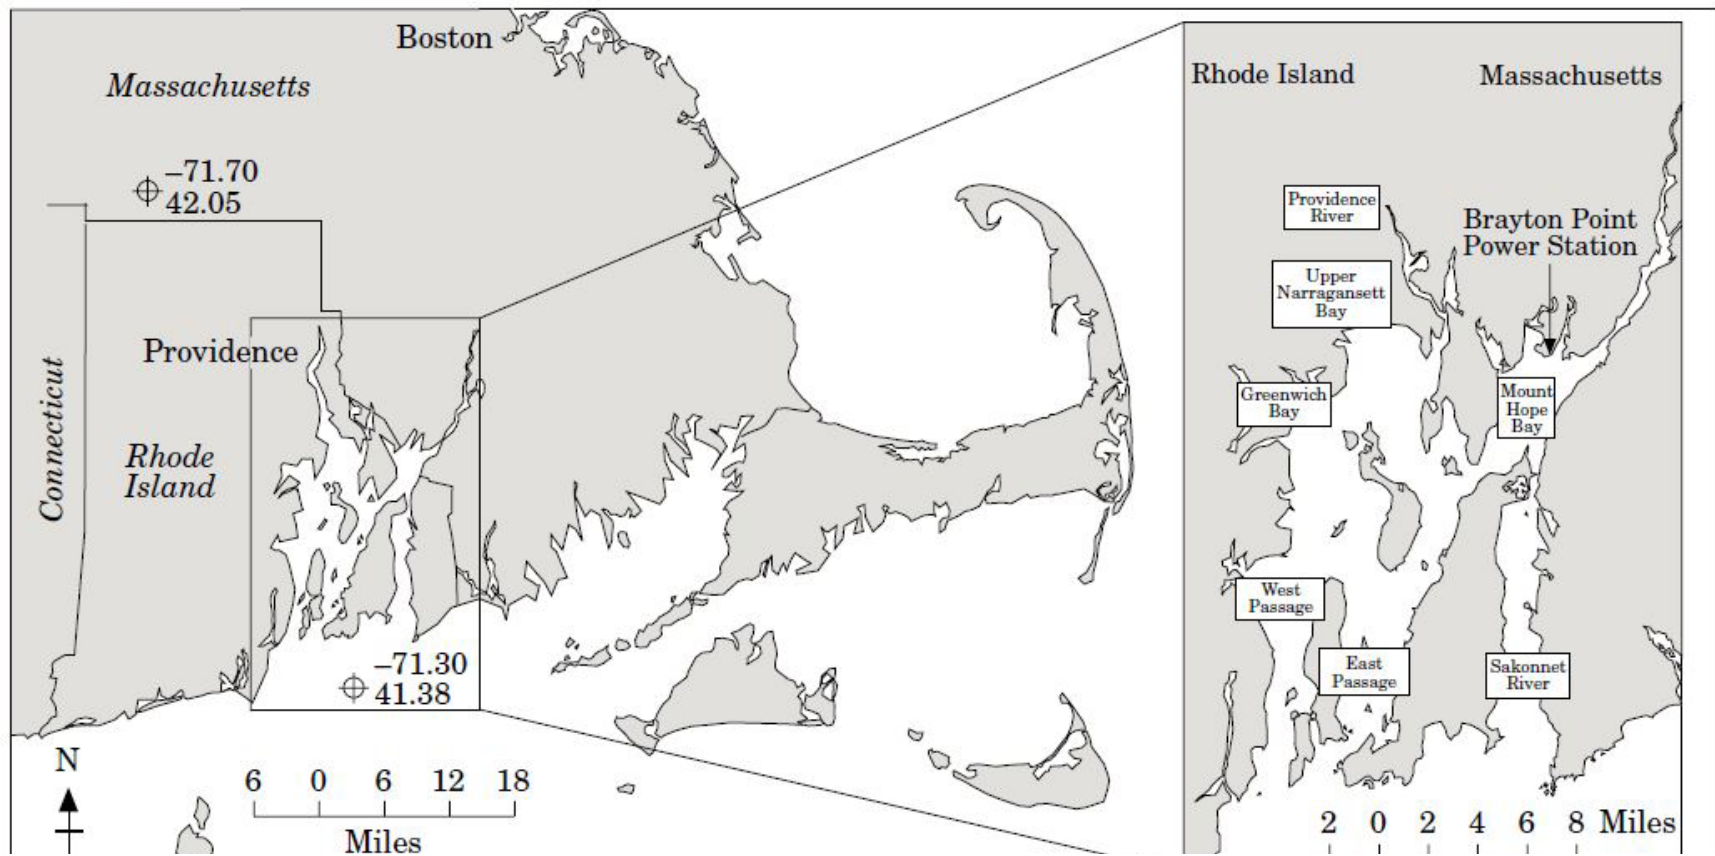 Boston
Massachusetts
−71.70
42.05
Providence
Connecticut
Rhode
Island
−71.30
41.38
N
6 0 6 12 18
Miles
Rhode Island
Massachusetts
Providence
River
Brayton Point
Power Station
Upper
Narragansett
Bay
Greenwich
Bay
Mount
Hope
Bay
West
Passage
East
Passage
Sakonnet
River
2 0 2 4 6 8 Miles